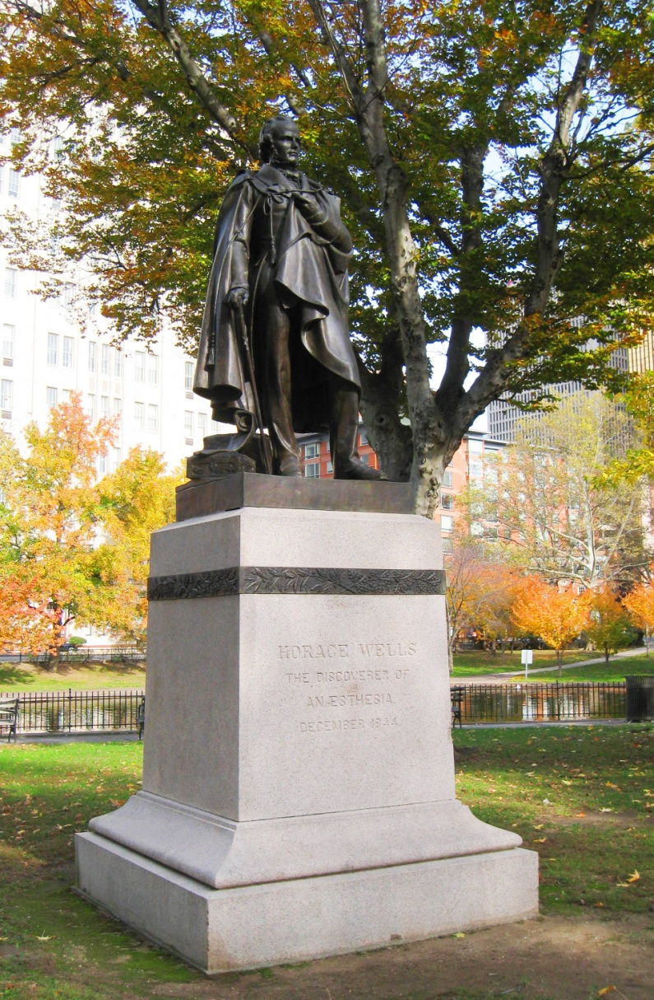 HORACE WELLS
THE DISCOVERER OF
ANÆSTHESIA.
DECEMBER 1844.